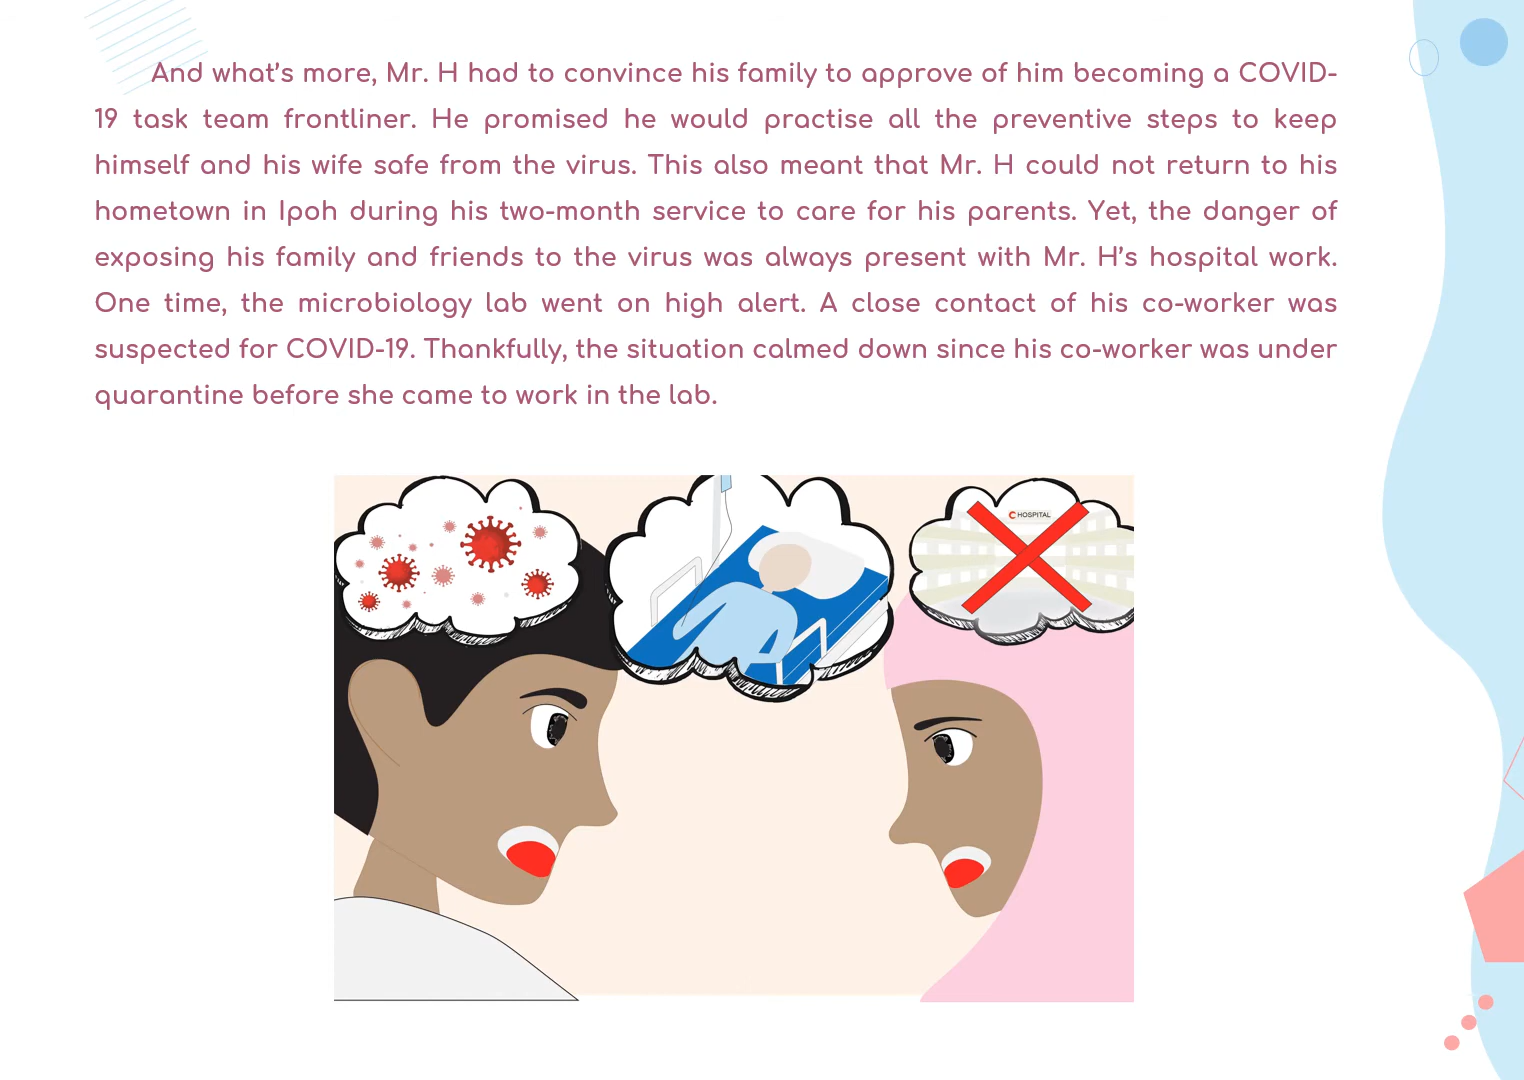 And what's more, Mr. H had to convince his family to approve of him becoming a COVID-
19 task team frontliner. He promised he would practise all the preventive steps to keep
himself and his wife safe from the virus. This also meant that Mr. H could not return to his
hometown in Ipoh during his two-month service to care for his parents. Yet, the danger of
exposing his family and friends to the virus was always present with Mr. H's hospital work.
One time, the microbiology lab went on high alert. A close contact of his co-worker was
suspected for COVID-19. Thankfully, the situation calmed down since his co-worker was under
quarantine before she came to work in the lab.
HOSPITAL